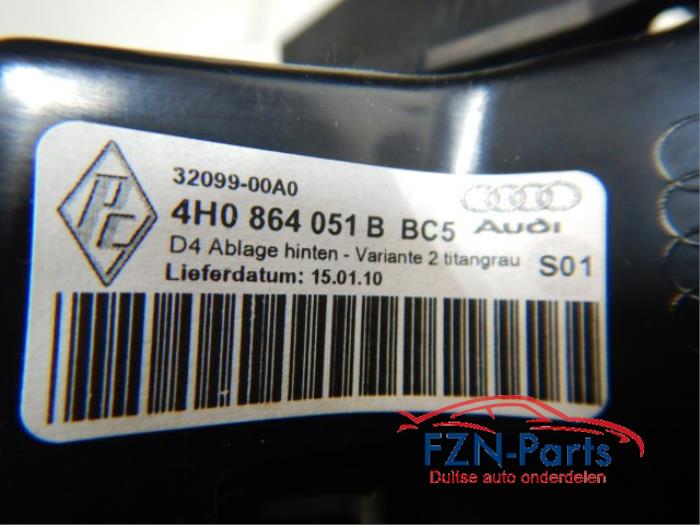 PC
32099-00A0
4H0 864 051 B BC5
Audi
D4 Ablage hinten - Variante 2 titangrau
S01
Lieferdatum: 15.01.10
FZN-Parts
Duitse auto onderdelen